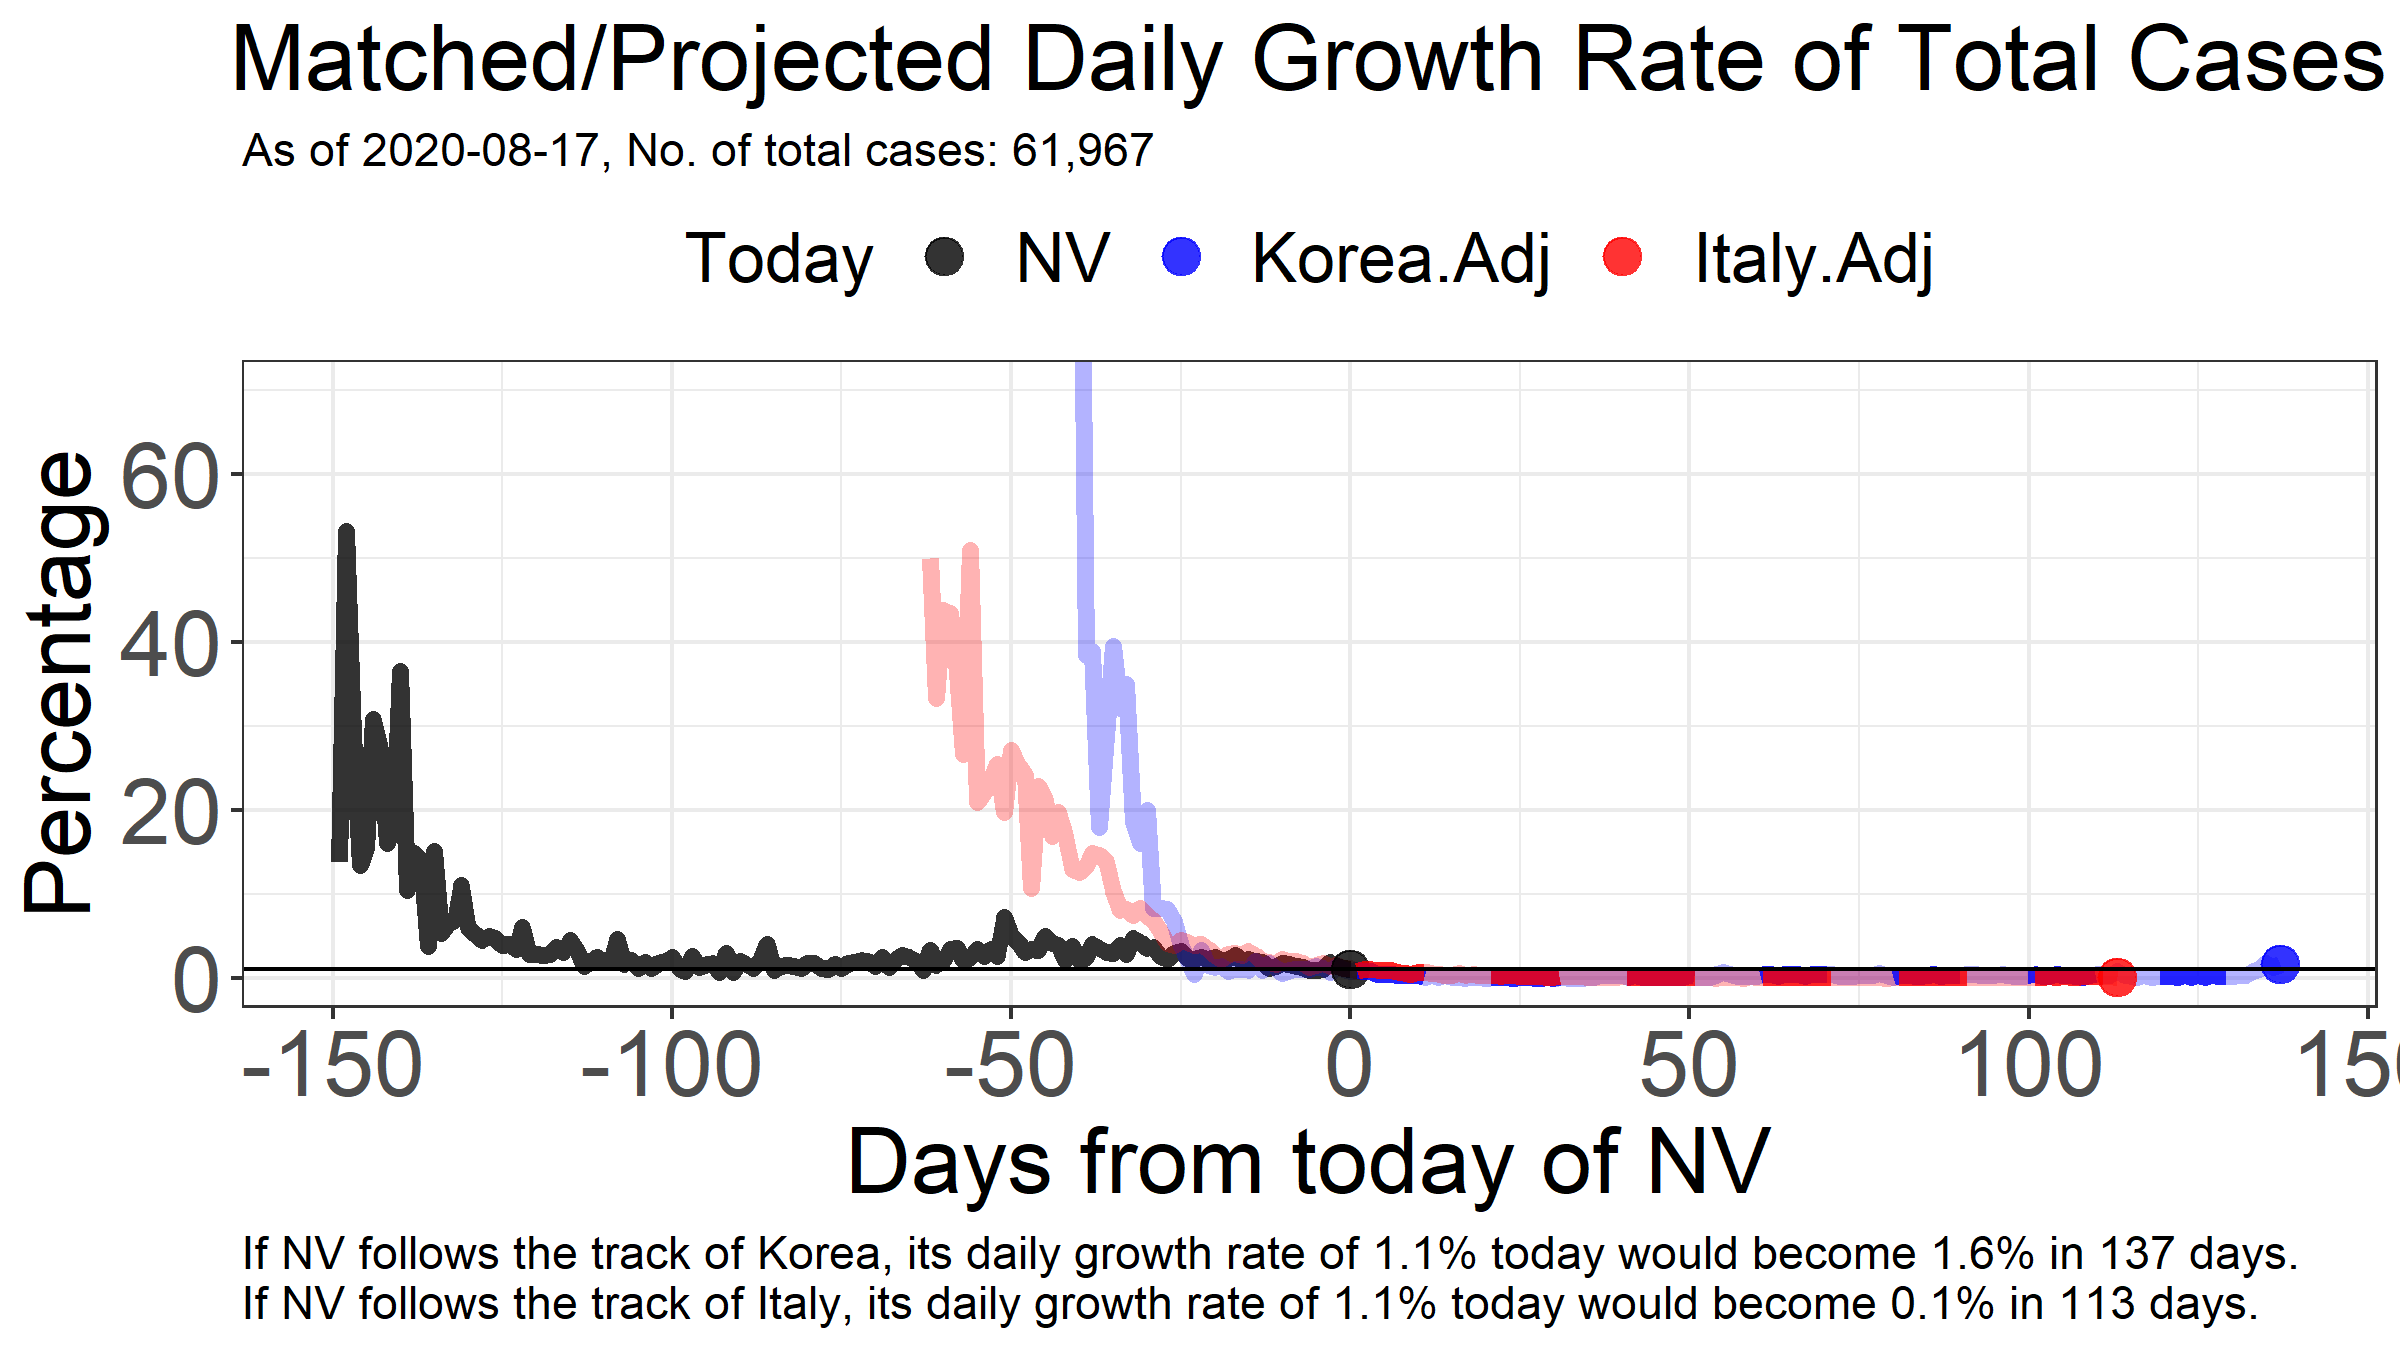 Matched/Projected Daily Growth Rate of Total Cases
As of 2020-08-17, No. of total cases: 61,967
Today NV Korea.Adj Italy.Adj
Percentage
60
40
20
0
-150 -100 -50 0 50 100
Days from today of NV
If NV follows the track of Korea, its daily growth rate of 1.1% today would become 1.6% in 137 days.
If NV follows the track of Italy, its daily growth rate of 1.1% today would become 0.1% in 113 days.